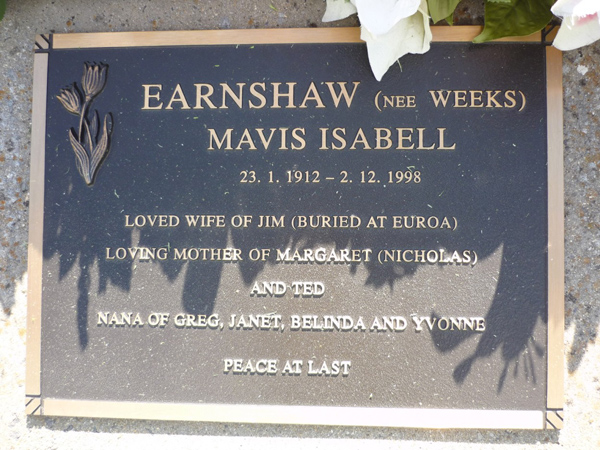 EARNSHAW (NEE WEEKS)
MAVIS ISABELL
23. 1. 1912 – 2. 12. 1998
LOVED WIFE OF JIM (BURIED AT EUROA)
LOVING MOTHER OF MARGARET (NICHOLAS)
AND TED
NANA OF GREG, JANET, BELINDA AND YVONNE
PEACE AT LAST